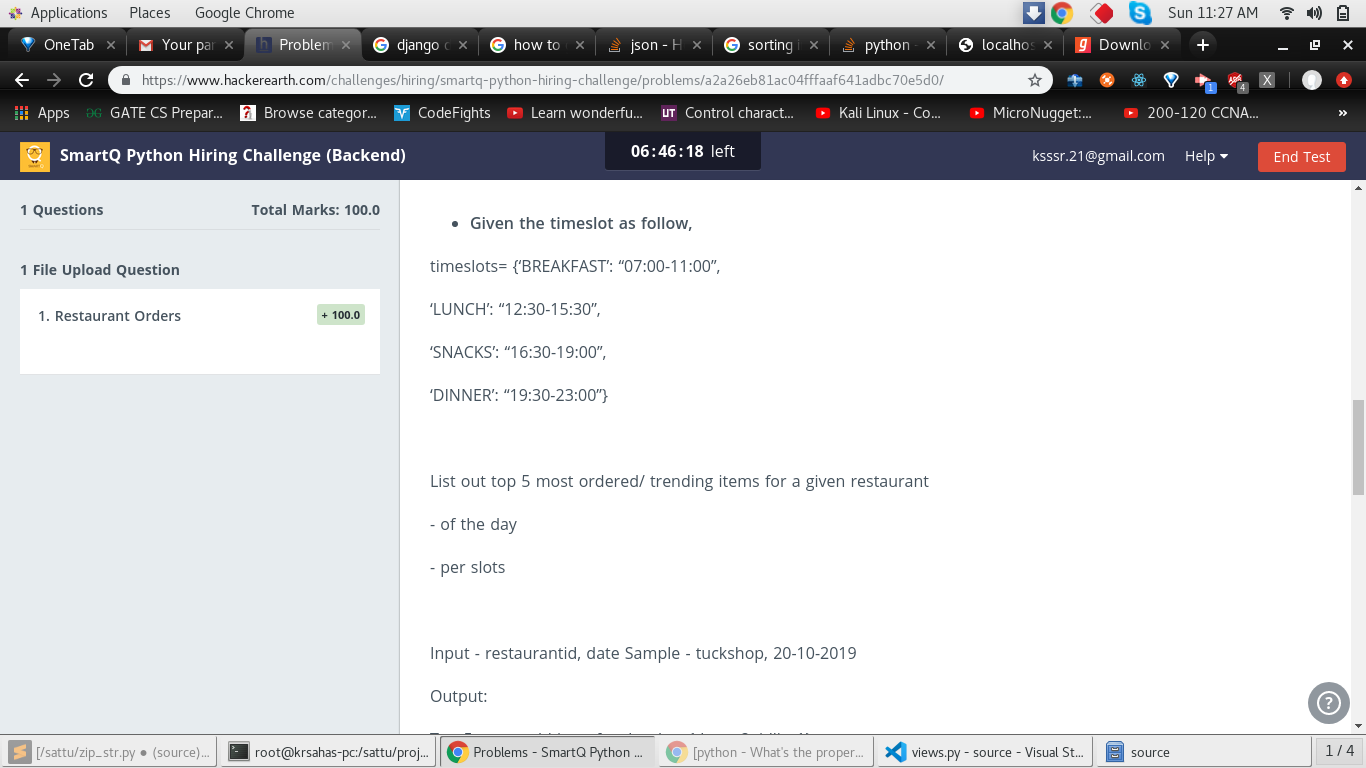 Applications Places Google Chrome Sun 11:27 AM
OneTab Your pa Problem django how to json - H sorting python - localhos Downlo
https://www.hackerearth.com/challenges/hiring/smartq-python-hiring-challenge/problems/a2a26eb81ac04fffaaf641adbc70e5d0/ 1 4
Apps GATE CS Prepar... Browse categor... CodeFights Learn wonderfu... UT Control charact... Kali Linux - Co... MicroNugget:... 200-120 CCNA... »
SmartQ Python Hiring Challenge (Backend) 06:46:18 left ksssr.21@gmail.com Help End Test
1 Questions Total Marks: 100.0
1 File Upload Question
1. Restaurant Orders + 100.0
• Given the timeslot as follow,
timeslots= {‘BREAKFAST’: “07:00-11:00”,
‘LUNCH’: “12:30-15:30”,
‘SNACKS’: “16:30-19:00”,
‘DINNER’: “19:30-23:00”}
List out top 5 most ordered/ trending items for a given restaurant
- of the day
- per slots
Input - restaurantid, date Sample - tuckshop, 20-10-2019
Output:
[/sattu/zip_str.py ● (source)... root@krsahas-pc:/sattu/proj... Problems - SmartQ Python ... [python - What's the proper... views.py - source - Visual St... source 1 / 4